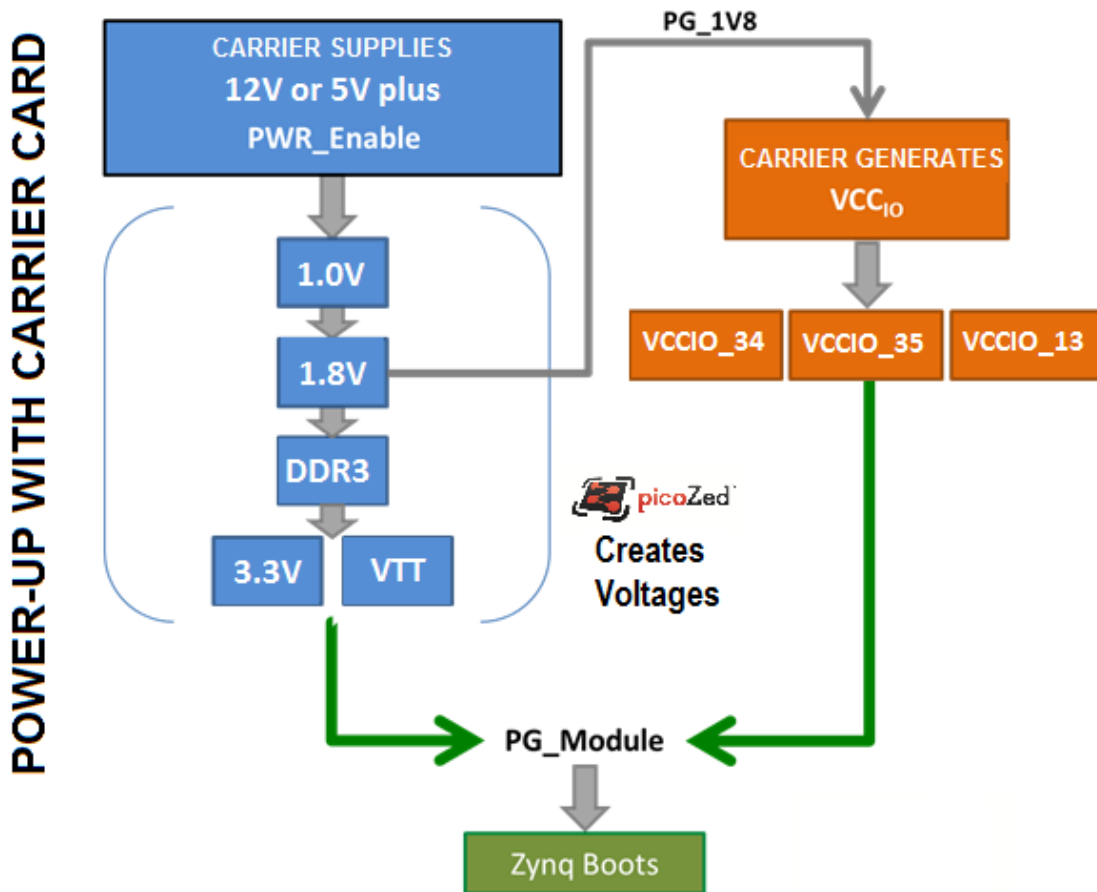 POWER-UP WITH CARRIER CARD
CARRIER SUPPLIES
12V or 5V plus
PWR_Enable
PG_1V8
CARRIER GENERATES
VCCIO
1.0V
1.8V
DDR3
3.3V
VTT
VCCIO_34
VCCIO_35
VCCIO_13
picoZed
Creates
Voltages
PG_Module
Zynq Boots